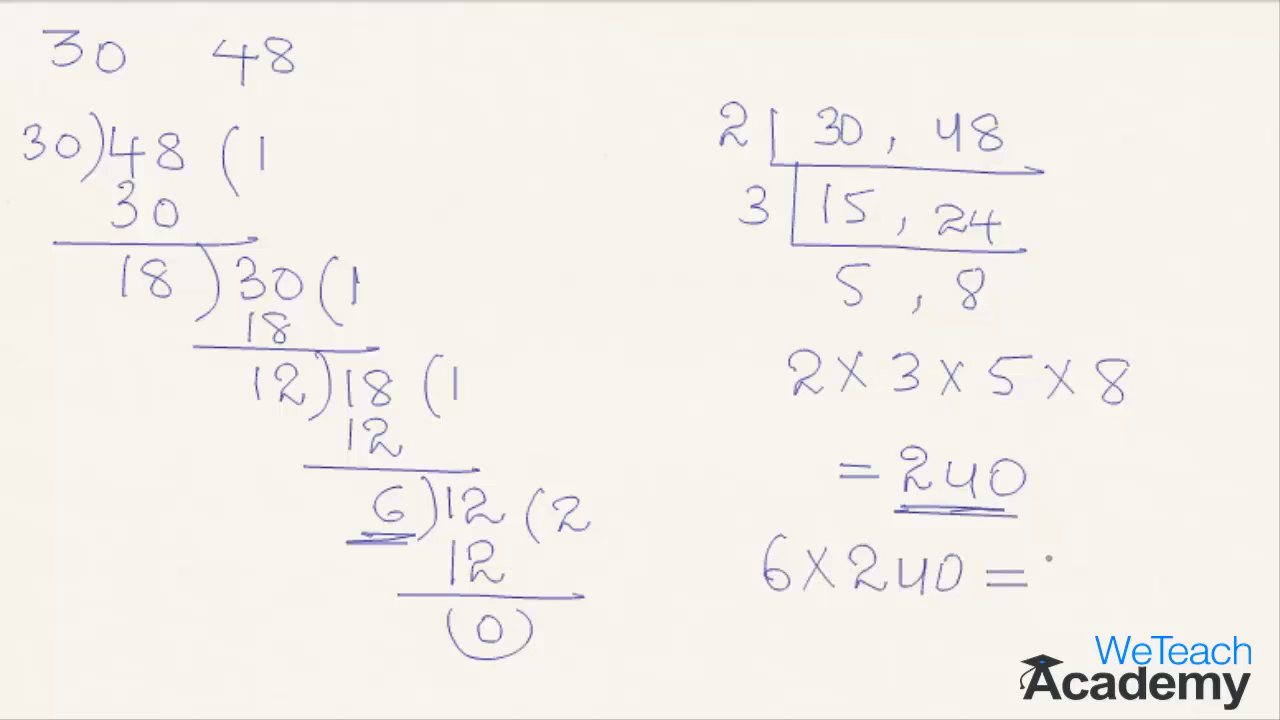 30 48
30)48(1
30
18)30(1
18
12)18(1
12
6)12(2
12
(0)
2 | 30, 48
3 | 15, 24
5, 8
2 × 3 × 5 × 8
= 240
6 × 240 =
WeTeach
Academy